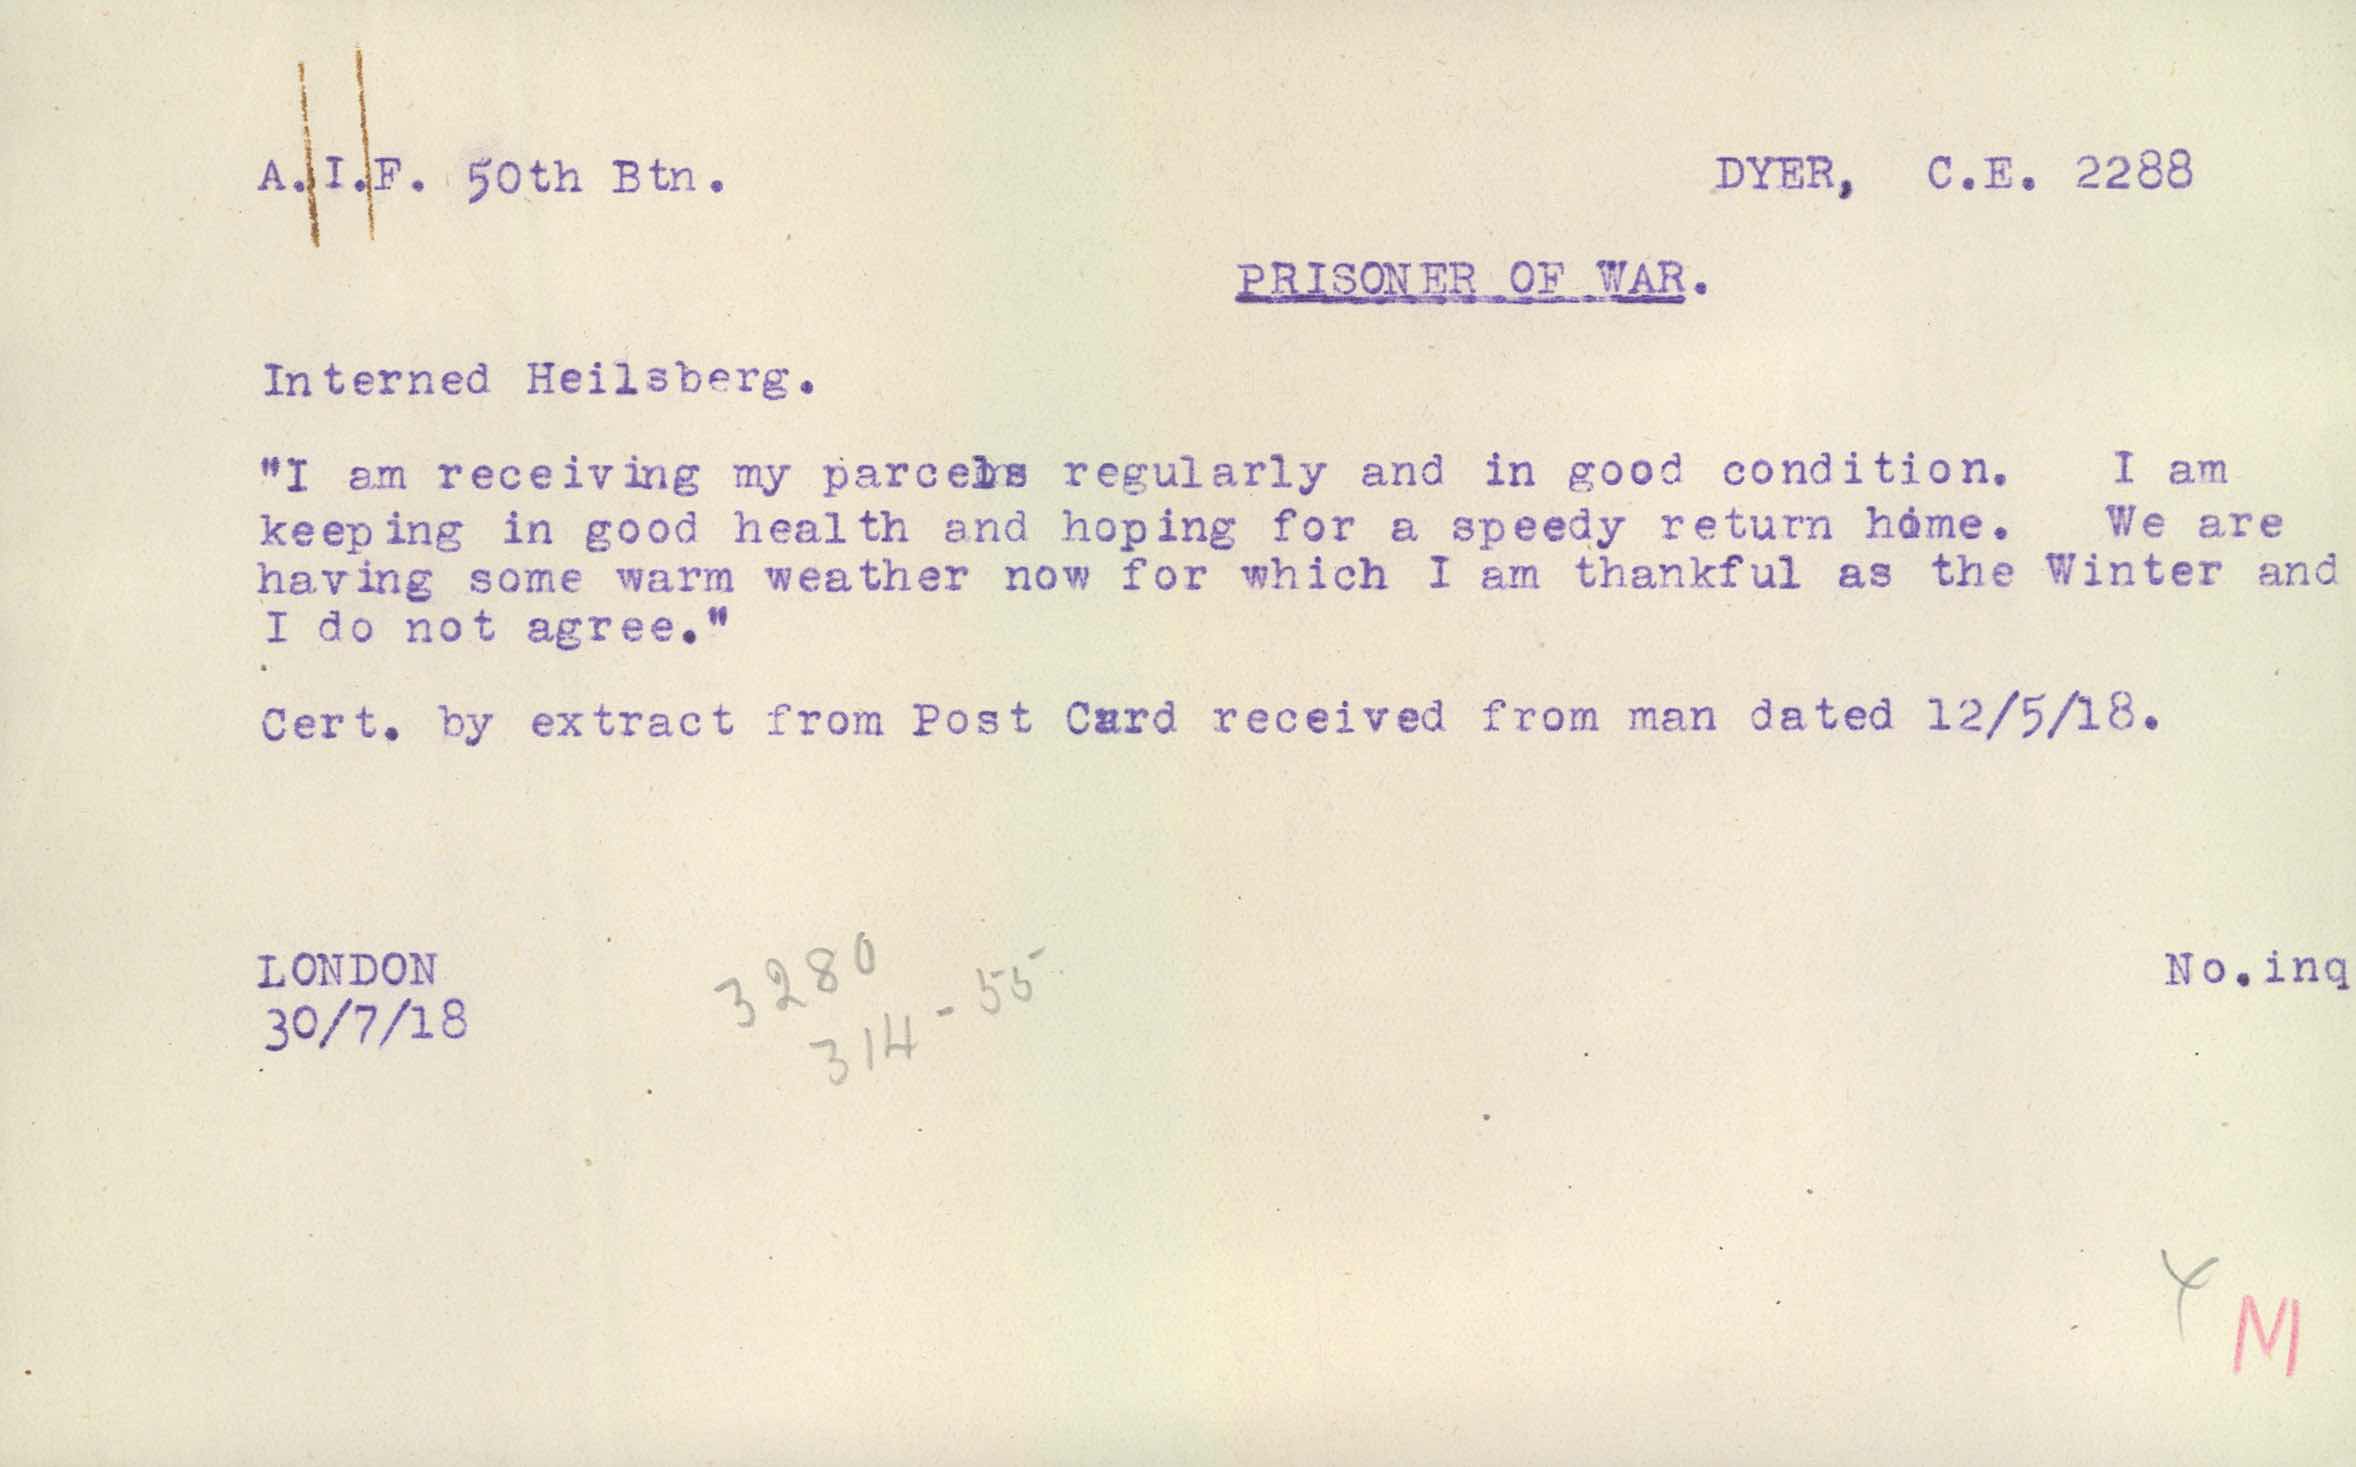 A.I.F. 50th Btn. DYER, C.E. 2288
PRISONER OF WAR.
Interned Heilsberg.
"I am receiving my parcels regularly and in good condition. I am
keeping in good health and hoping for a speedy return home. We are
having some warm weather now for which I am thankful as the Winter and
I do not agree."
Cert. by extract from Post Card received from man dated 12/5/18.
LONDON No.inq
30/7/18
3280
314-55
Y
M